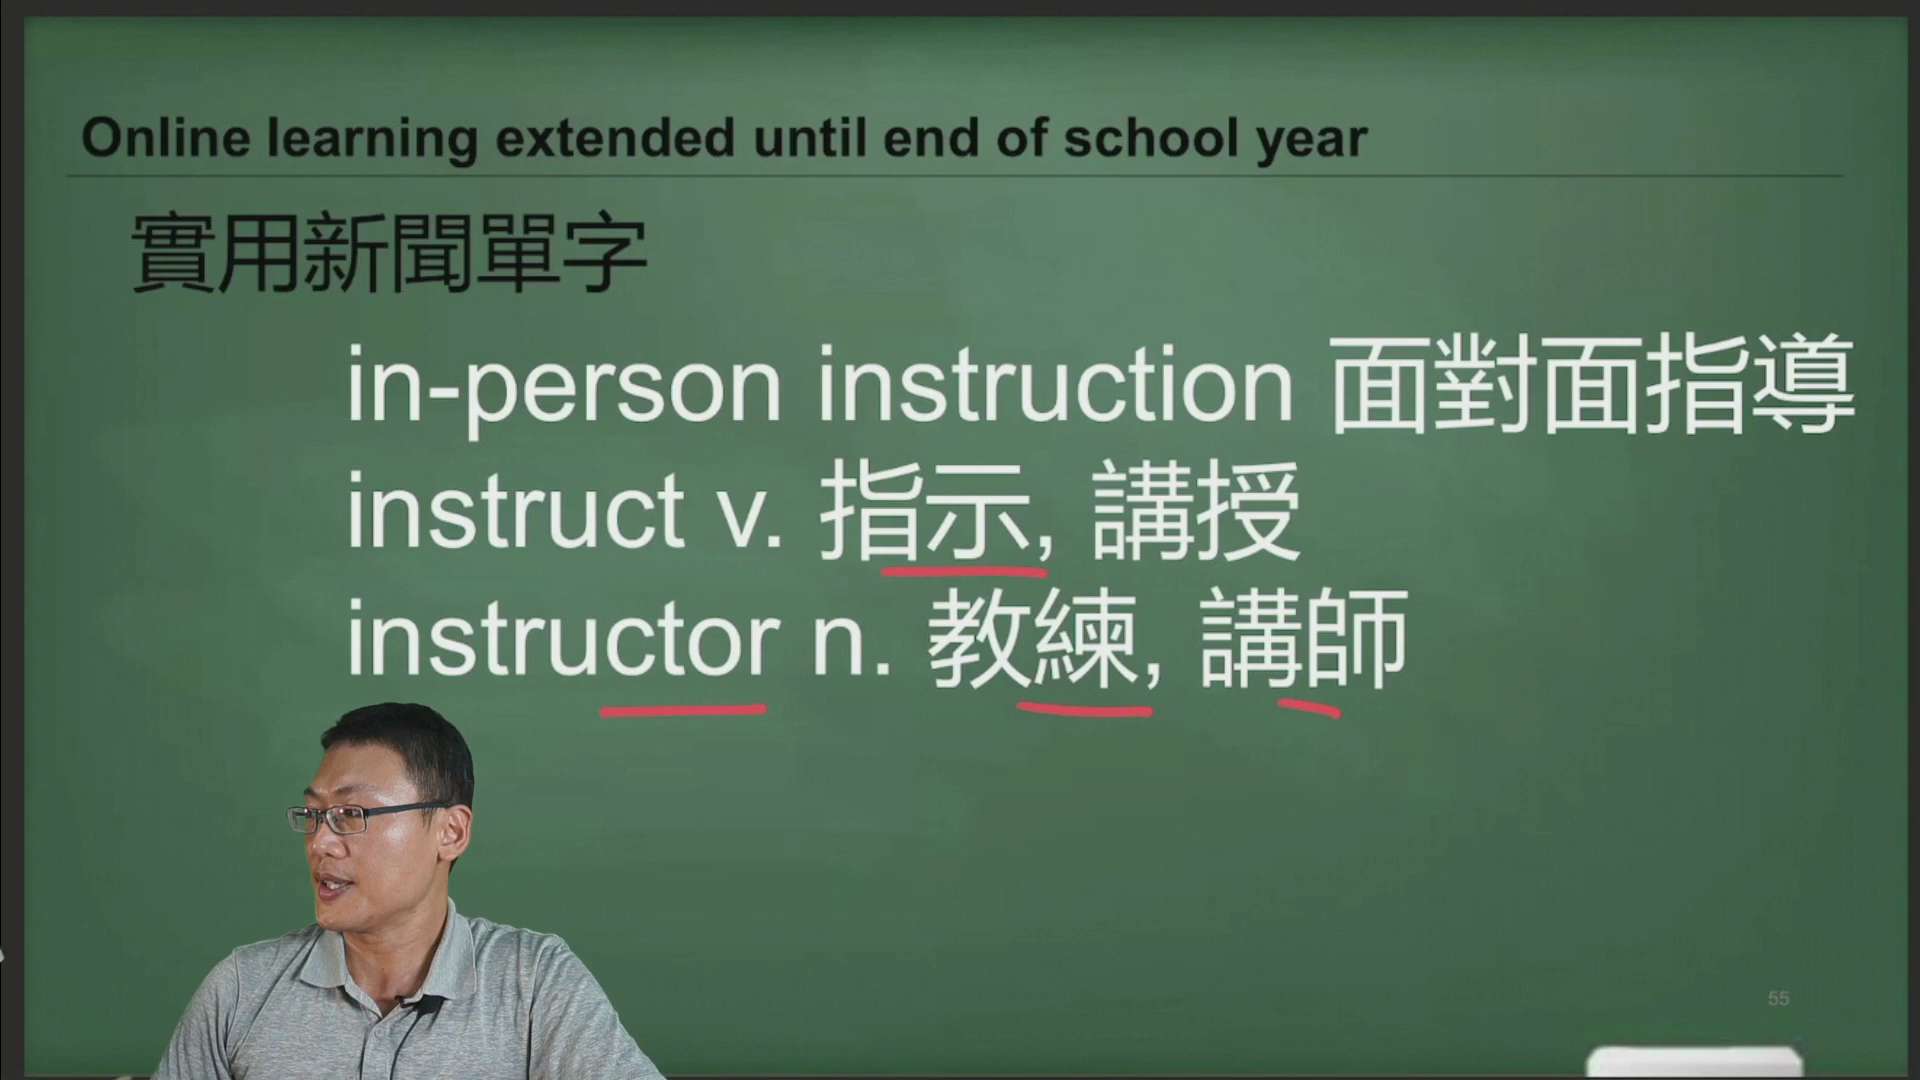 Online learning extended until end of school year
實用新聞單字
in-person instruction 面對面指導
instruct v. 指示, 講授
instructor n. 教練, 講師
55